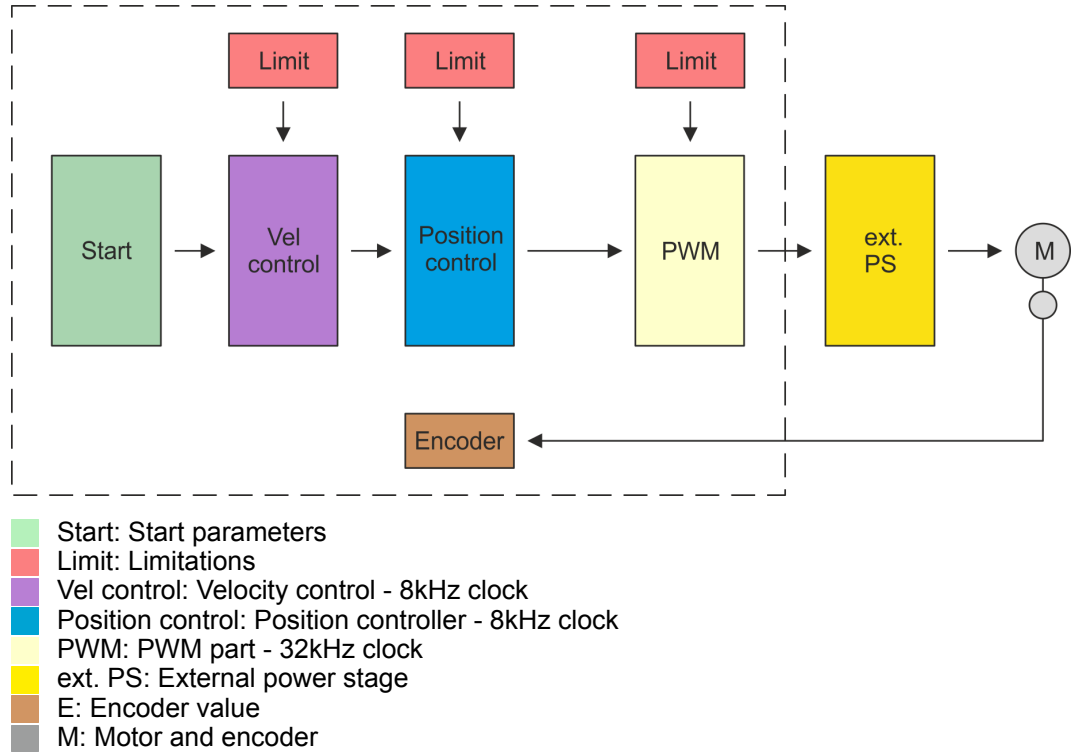 Limit
Limit
Limit
Start
Vel
control
Position
control
PWM
ext.
PS
M
Encoder
Start: Start parameters
Limit: Limitations
Vel control: Velocity control - 8kHz clock
Position control: Position controller - 8kHz clock
PWM: PWM part - 32kHz clock
ext. PS: External power stage
E: Encoder value
M: Motor and encoder